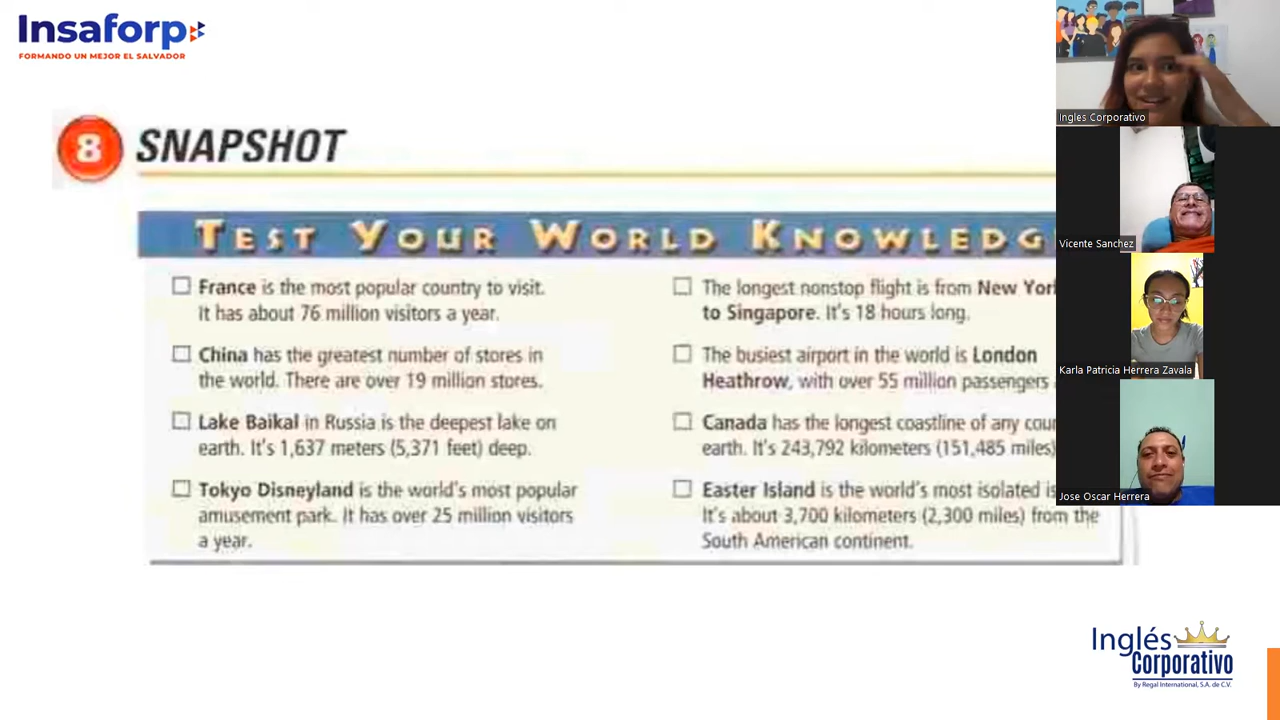 Insaforp
FORMANDO UN MEJOR EL SALVADOR
8 SNAPSHOT
TEST YOUR WORLD KNOWLEDG
France is the most popular country to visit.
It has about 76 million visitors a year.
China has the greatest number of stores in
the world. There are over 19 million stores.
Lake Baikal in Russia is the deepest lake on
earth. It's 1,637 meters (5,371 feet) deep.
Tokyo Disneyland is the world's most popular
amusement park. It has over 25 million visitors
a year.
The longest nonstop flight is from New Yor
to Singapore. It's 18 hours long.
The busiest airport in the world is London
Heathrow, with over 55 million passengers
Canada has the longest coastline of any cou
earth. It's 243,792 kilometers (151,485 miles)
Easter Island is the world's most isolated is
It's about 3,700 kilometers (2,300 miles) from the
South American continent.
Ingles Corporativo
Vicente Sanchez
Karla Patricia Herrera Zavala
Jose Oscar Herrera
Inglés
Corporativo
By Regal International, S.A. de C.V.